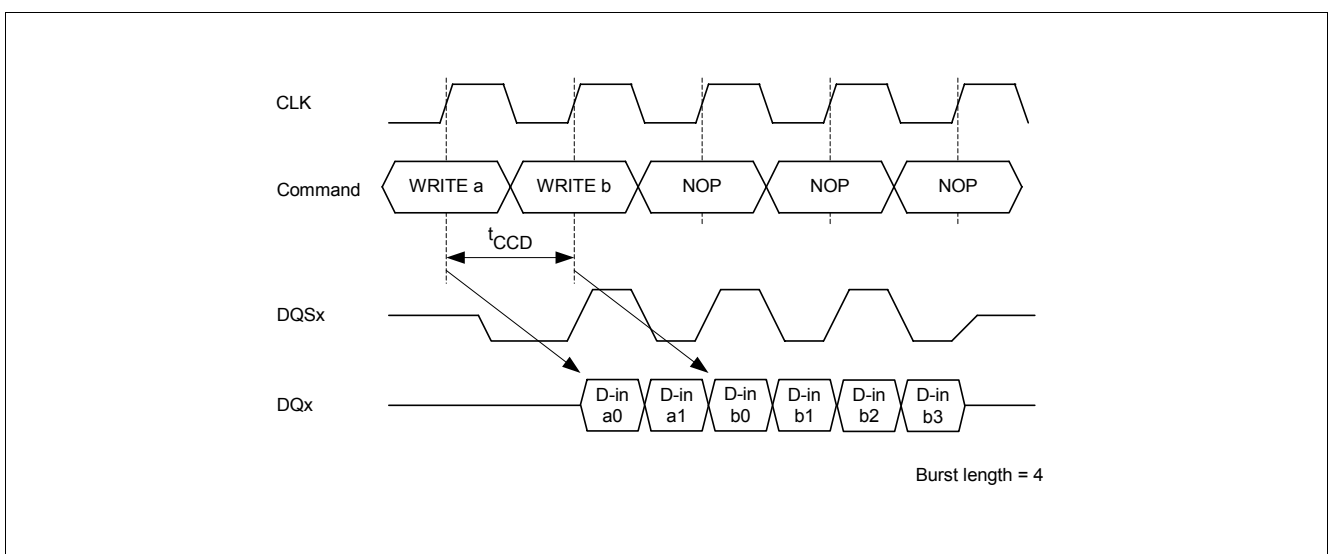 CLK
Command
WRITE a
WRITE b
NOP
NOP
NOP
tCCD
DQSx
DQx
D-in
a0
D-in
a1
D-in
b0
D-in
b1
D-in
b2
D-in
b3
Burst length = 4